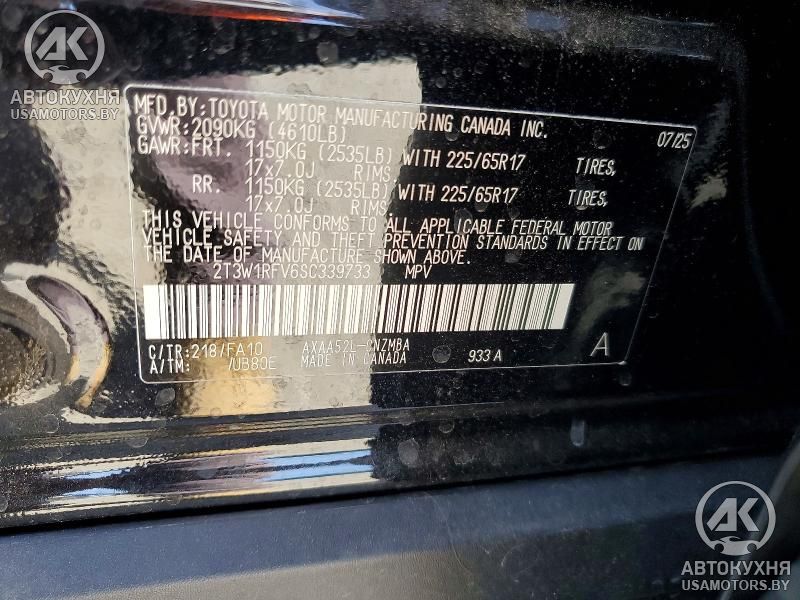 AK
АВТОКУХНЯ
USAMOTORS.BY
MFD.BY:TOYOTA MOTOR MANUFACTURING CANADA INC.
GVWR:2090KG (4610LB) 07/25
GAWR:FRT. 1150KG (2535LB) WITH 225/65R17 TIRES,
17x7.0J RIMS
RR. 1150KG (2535LB) WITH 225/65R17 TIRES,
17x7.0J RIMS
THIS VEHICLE CONFORMS TO ALL APPLICABLE FEDERAL MOTOR
VEHICLE SAFETY AND THEFT PREVENTION STANDARDS IN EFFECT ON
THE DATE OF MANUFACTURE SHOWN ABOVE.
2T3W1RFV6SC339733 MPV
C/TR:218/FA10 AXAA52L-CNZMBA
A/TM: /UB80E MADE IN CANADA 933 A A
AK
АВТОКУХНЯ
USAMOTORS.BY